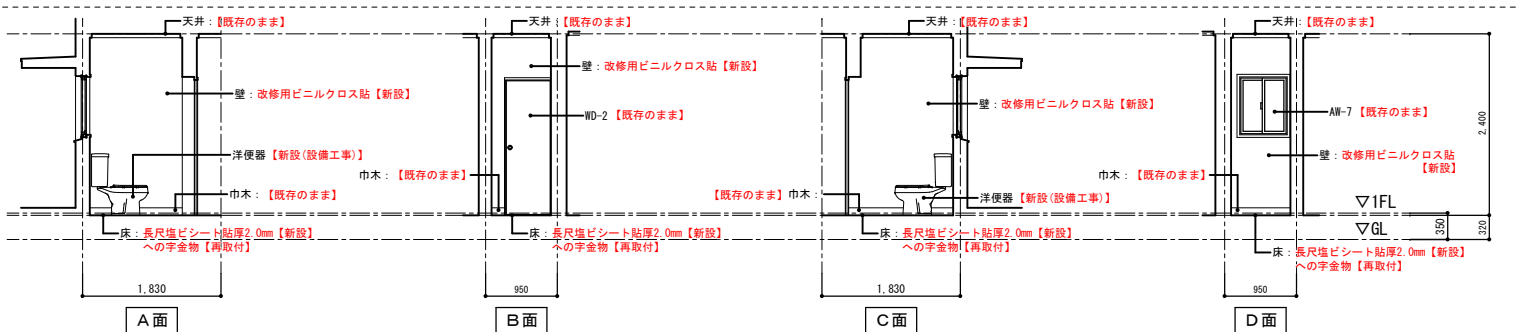 天井：【既存のまま】
壁：改修用ビニルクロス貼【新設】
洋便器【新設(設備工事)】
巾木：【既存のまま】
床：長尺塩ビシート貼厚2.0mm【新設】
への字金物【再取付】
1,830
A面
天井：【既存のまま】
壁：改修用ビニルクロス貼【新設】
WD-2【既存のまま】
巾木：【既存のまま】
床：長尺塩ビシート貼厚2.0mm【新設】
への字金物【再取付】
950
B面
天井：【既存のまま】
壁：改修用ビニルクロス貼【新設】
【既存のまま】巾木：
洋便器【新設(設備工事)】
床：長尺塩ビシート貼厚2.0mm【新設】
への字金物【再取付】
1,830
C面
天井：【既存のまま】
AW-7【既存のまま】
壁：改修用ビニルクロス貼
【新設】
巾木：【既存のまま】
床：長尺塩ビシート貼厚2.0mm【新設】
への字金物【再取付】
950
D面
▽1FL
▽GL
2,400
350
320